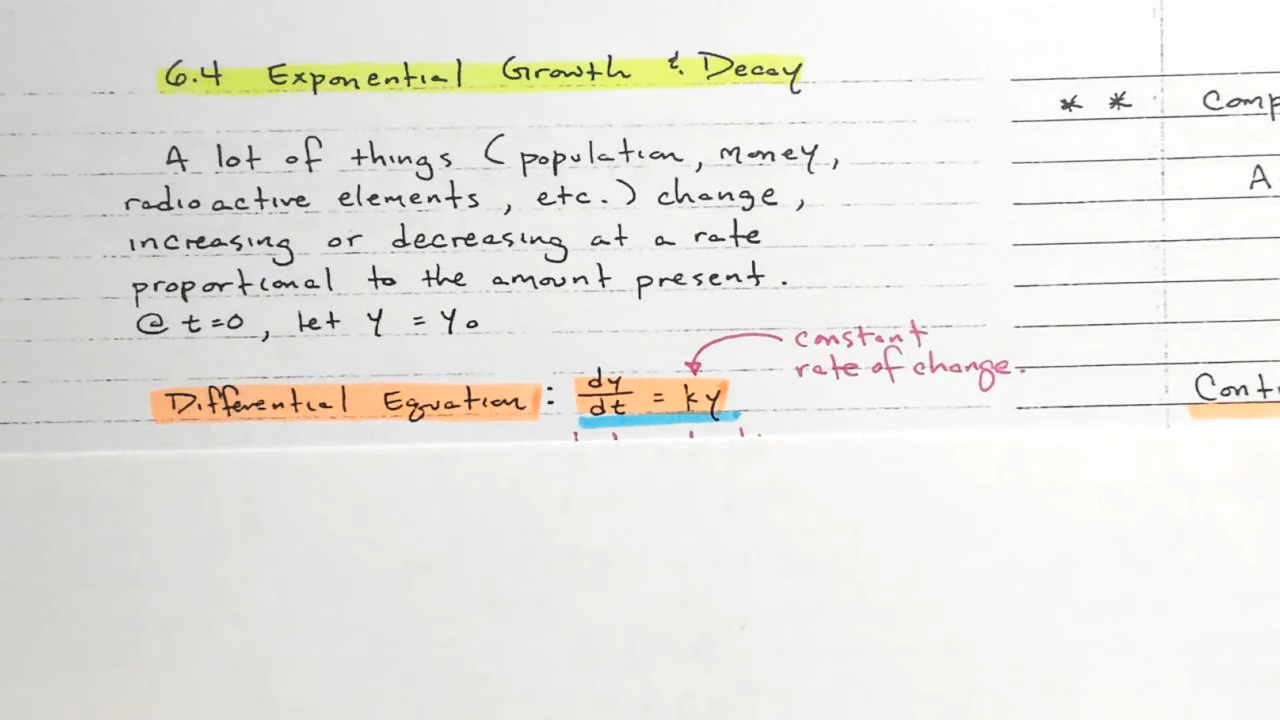 6.4 Exponential Growth & Decay
A lot of things (population, money,
radioactive elements, etc.) change,
increasing or decreasing at a rate
proportional to the amount present.
@ t=0, let y = y₀
constant
rate of change.
Differential Equation : dy/dt = ky
* * Comp
A
Cont